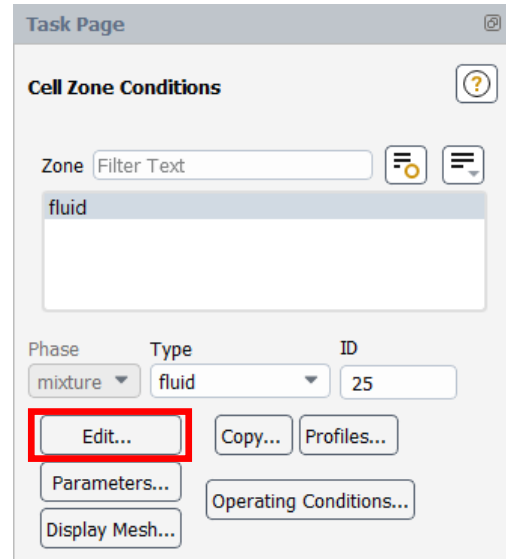 Task Page
Cell Zone Conditions
?
Zone Filter Text
fluid
Phase Type ID
mixture fluid 25
Edit... Copy... Profiles...
Parameters...
Operating Conditions...
Display Mesh...